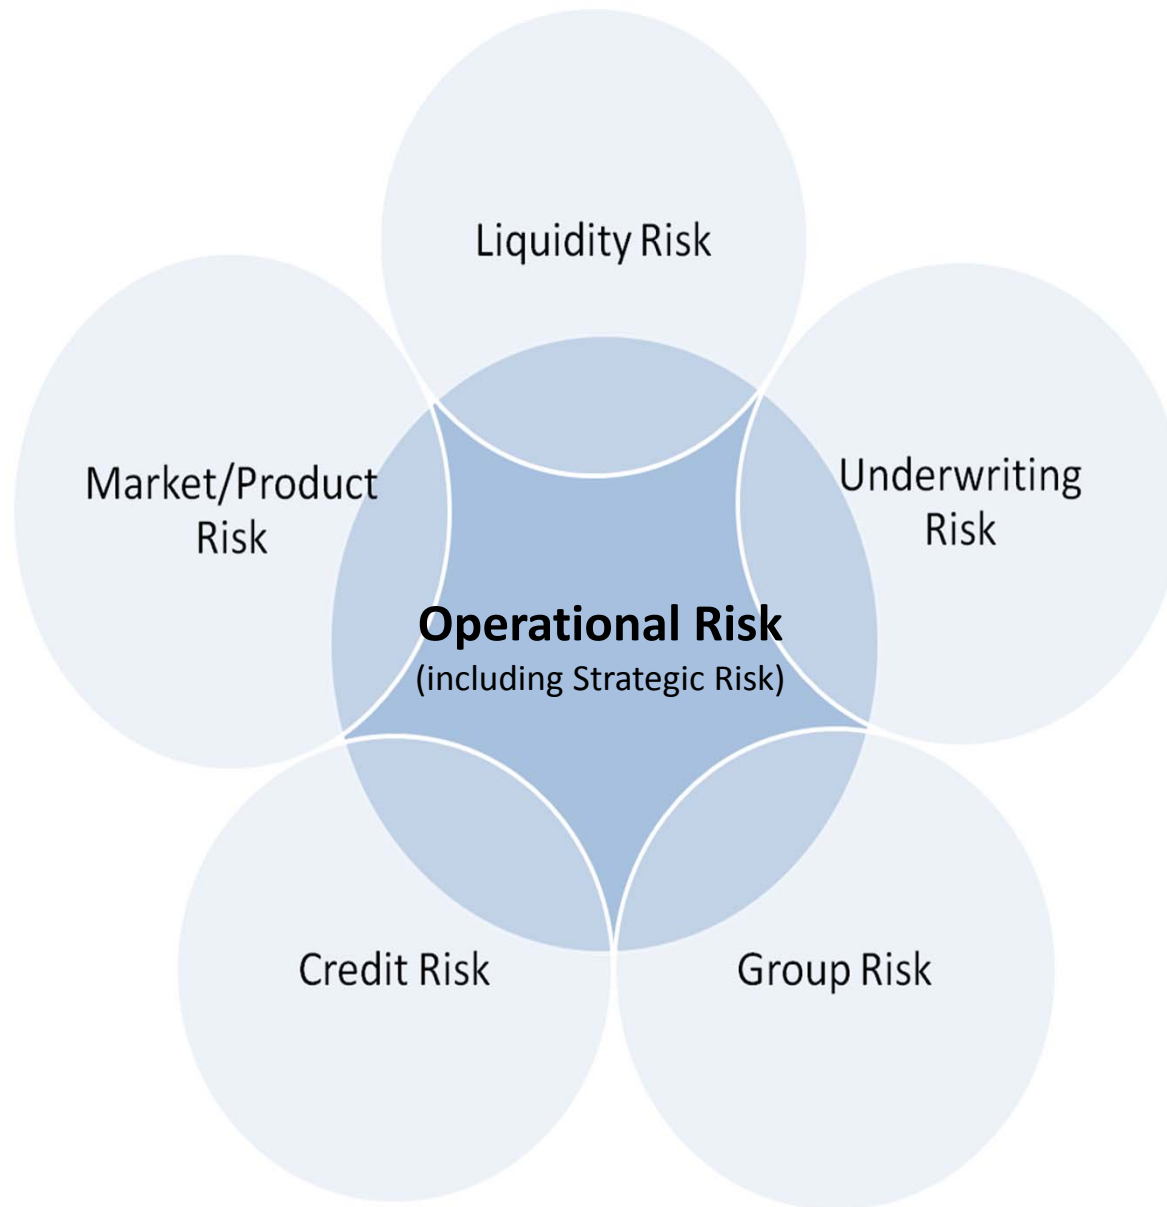 Liquidity Risk
Market/Product
Risk
Underwriting
Risk
Operational Risk
(including Strategic Risk)
Credit Risk
Group Risk